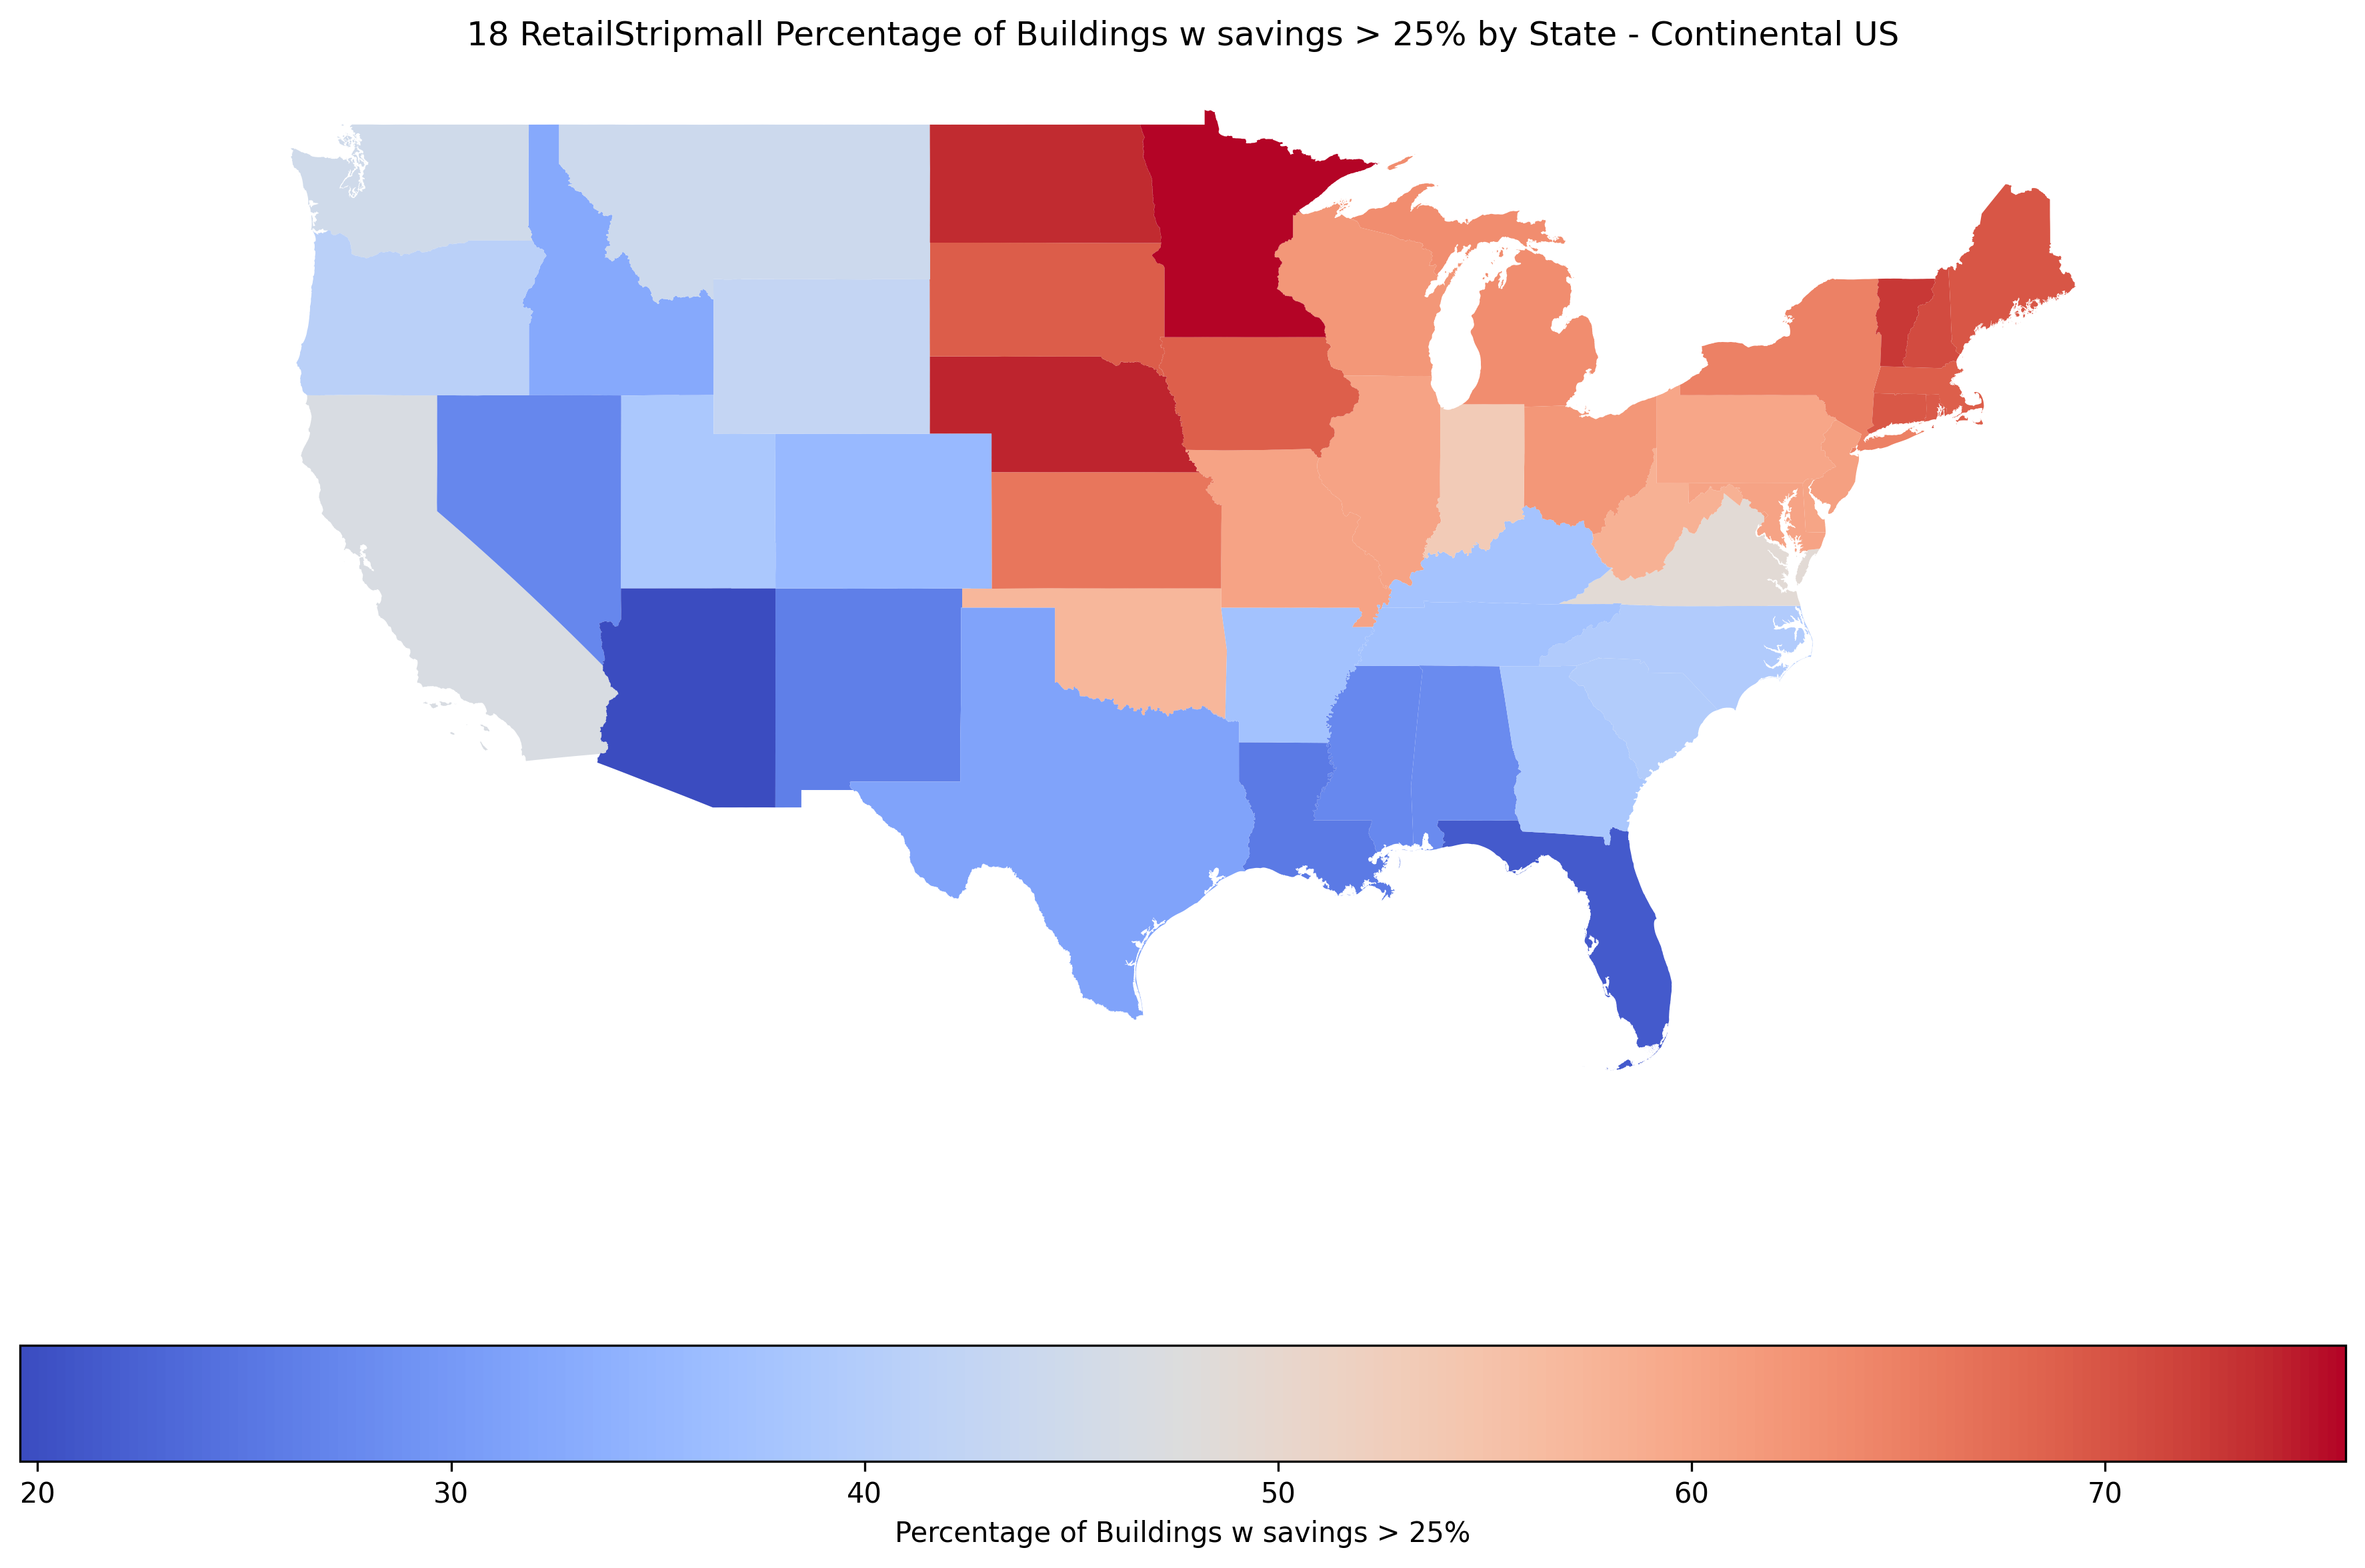 18 RetailStripmall Percentage of Buildings w savings > 25% by State - Continental US
20 30 40 50 60 70
Percentage of Buildings w savings > 25%